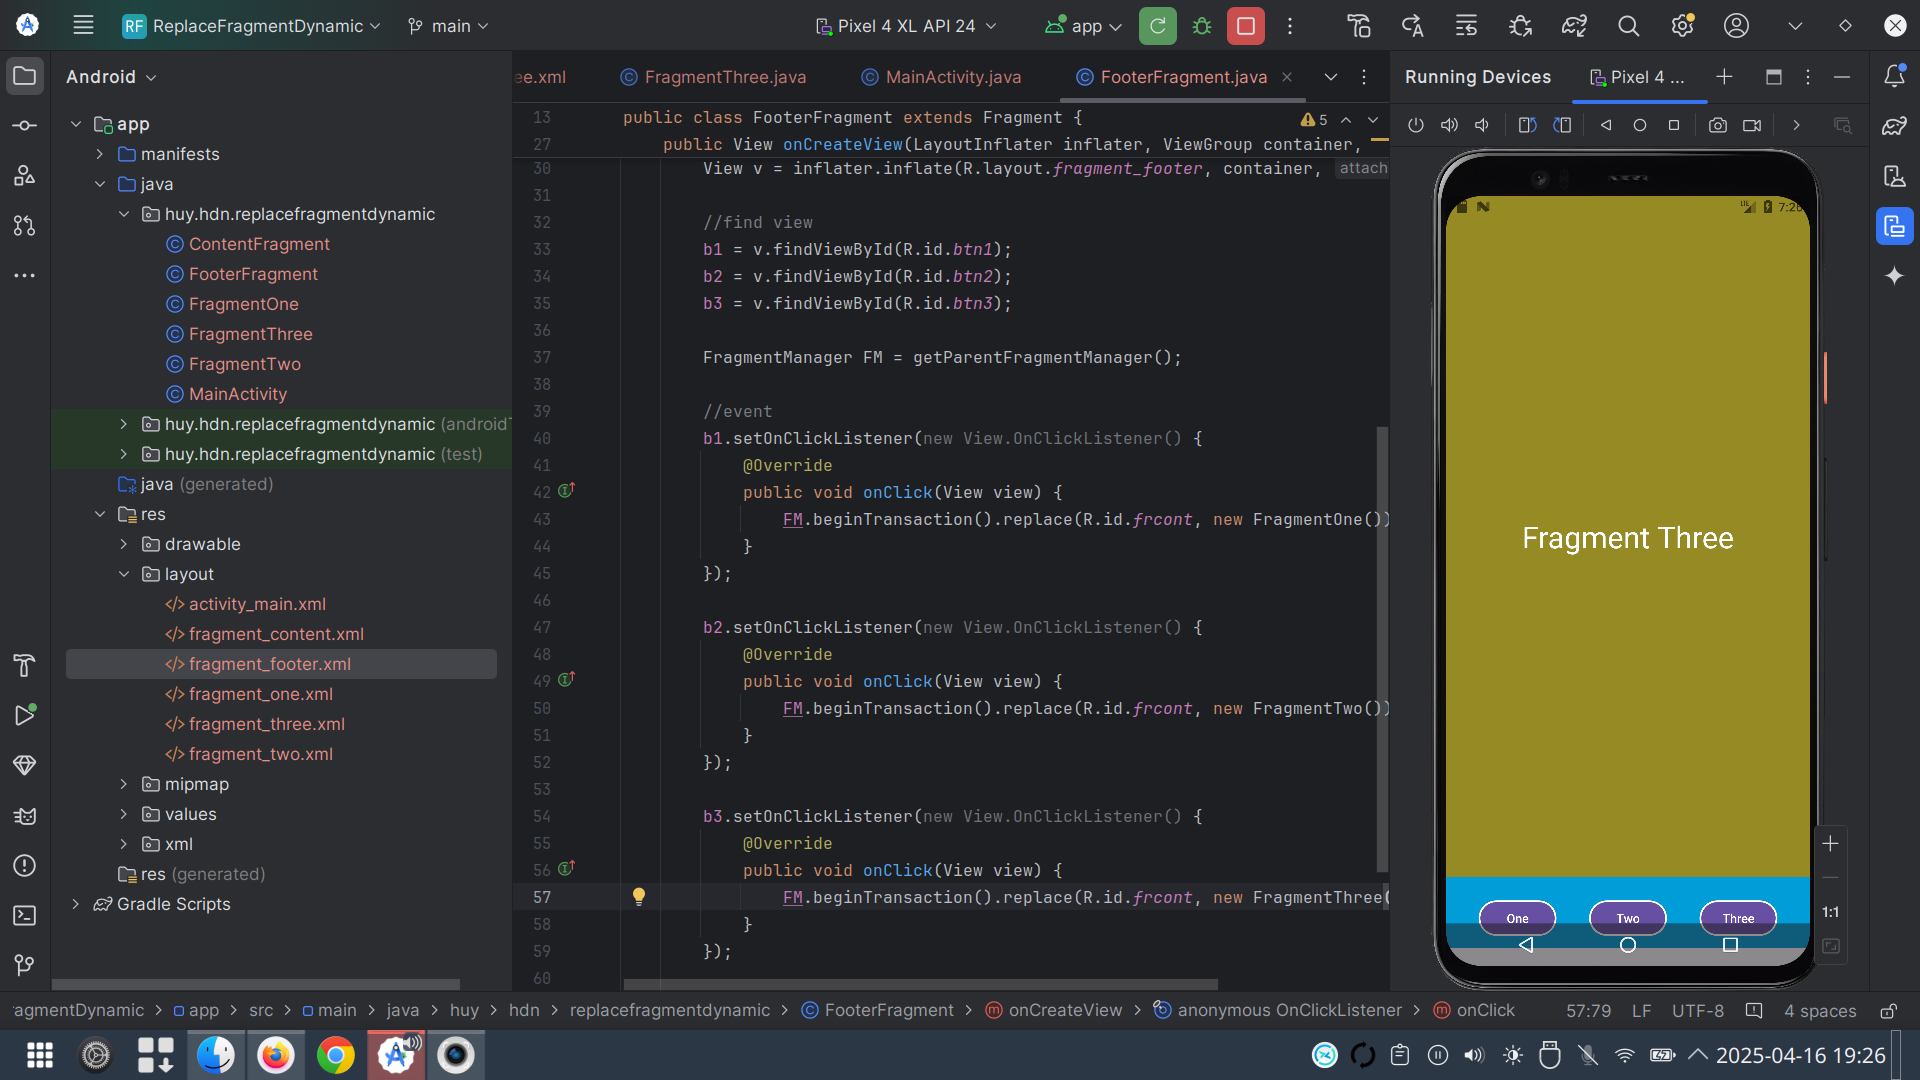 RF ReplaceFragmentDynamic main Pixel 4 XL API 24 app
Android
app
manifests
java
huy.hdn.replacefragmentdynamic
ContentFragment
FooterFragment
FragmentOne
FragmentThree
FragmentTwo
MainActivity
huy.hdn.replacefragmentdynamic (androidT
huy.hdn.replacefragmentdynamic (test)
java (generated)
res
drawable
layout
activity_main.xml
fragment_content.xml
fragment_footer.xml
fragment_one.xml
fragment_three.xml
fragment_two.xml
mipmap
values
xml
res (generated)
Gradle Scripts
ee.xml FragmentThree.java MainActivity.java FooterFragment.java
13 public class FooterFragment extends Fragment { 5
27 public View onCreateView(LayoutInflater inflater, ViewGroup container,
30 View v = inflater.inflate(R.layout.fragment_footer, container, attach
31
32 //find view
33 b1 = v.findViewById(R.id.btn1);
34 b2 = v.findViewById(R.id.btn2);
35 b3 = v.findViewById(R.id.btn3);
36
37 FragmentManager FM = getParentFragmentManager();
38
39 //event
40 b1.setOnClickListener(new View.OnClickListener() {
41 @Override
42 public void onClick(View view) {
43 FM.beginTransaction().replace(R.id.frcont, new FragmentOne())
44 }
45 });
46
47 b2.setOnClickListener(new View.OnClickListener() {
48 @Override
49 public void onClick(View view) {
50 FM.beginTransaction().replace(R.id.frcont, new FragmentTwo())
51 }
52 });
53
54 b3.setOnClickListener(new View.OnClickListener() {
55 @Override
56 public void onClick(View view) {
57 FM.beginTransaction().replace(R.id.frcont, new FragmentThree(
58 }
59 });
60
Running Devices Pixel 4 ...
LTE 7:26
Fragment Three
One Two Three
1:1
ragmentDynamic app src main java huy hdn replacefragmentdynamic FooterFragment onCreateView anonymous OnClickListener onClick 57:79 LF UTF-8 4 spaces
2025-04-16 19:26